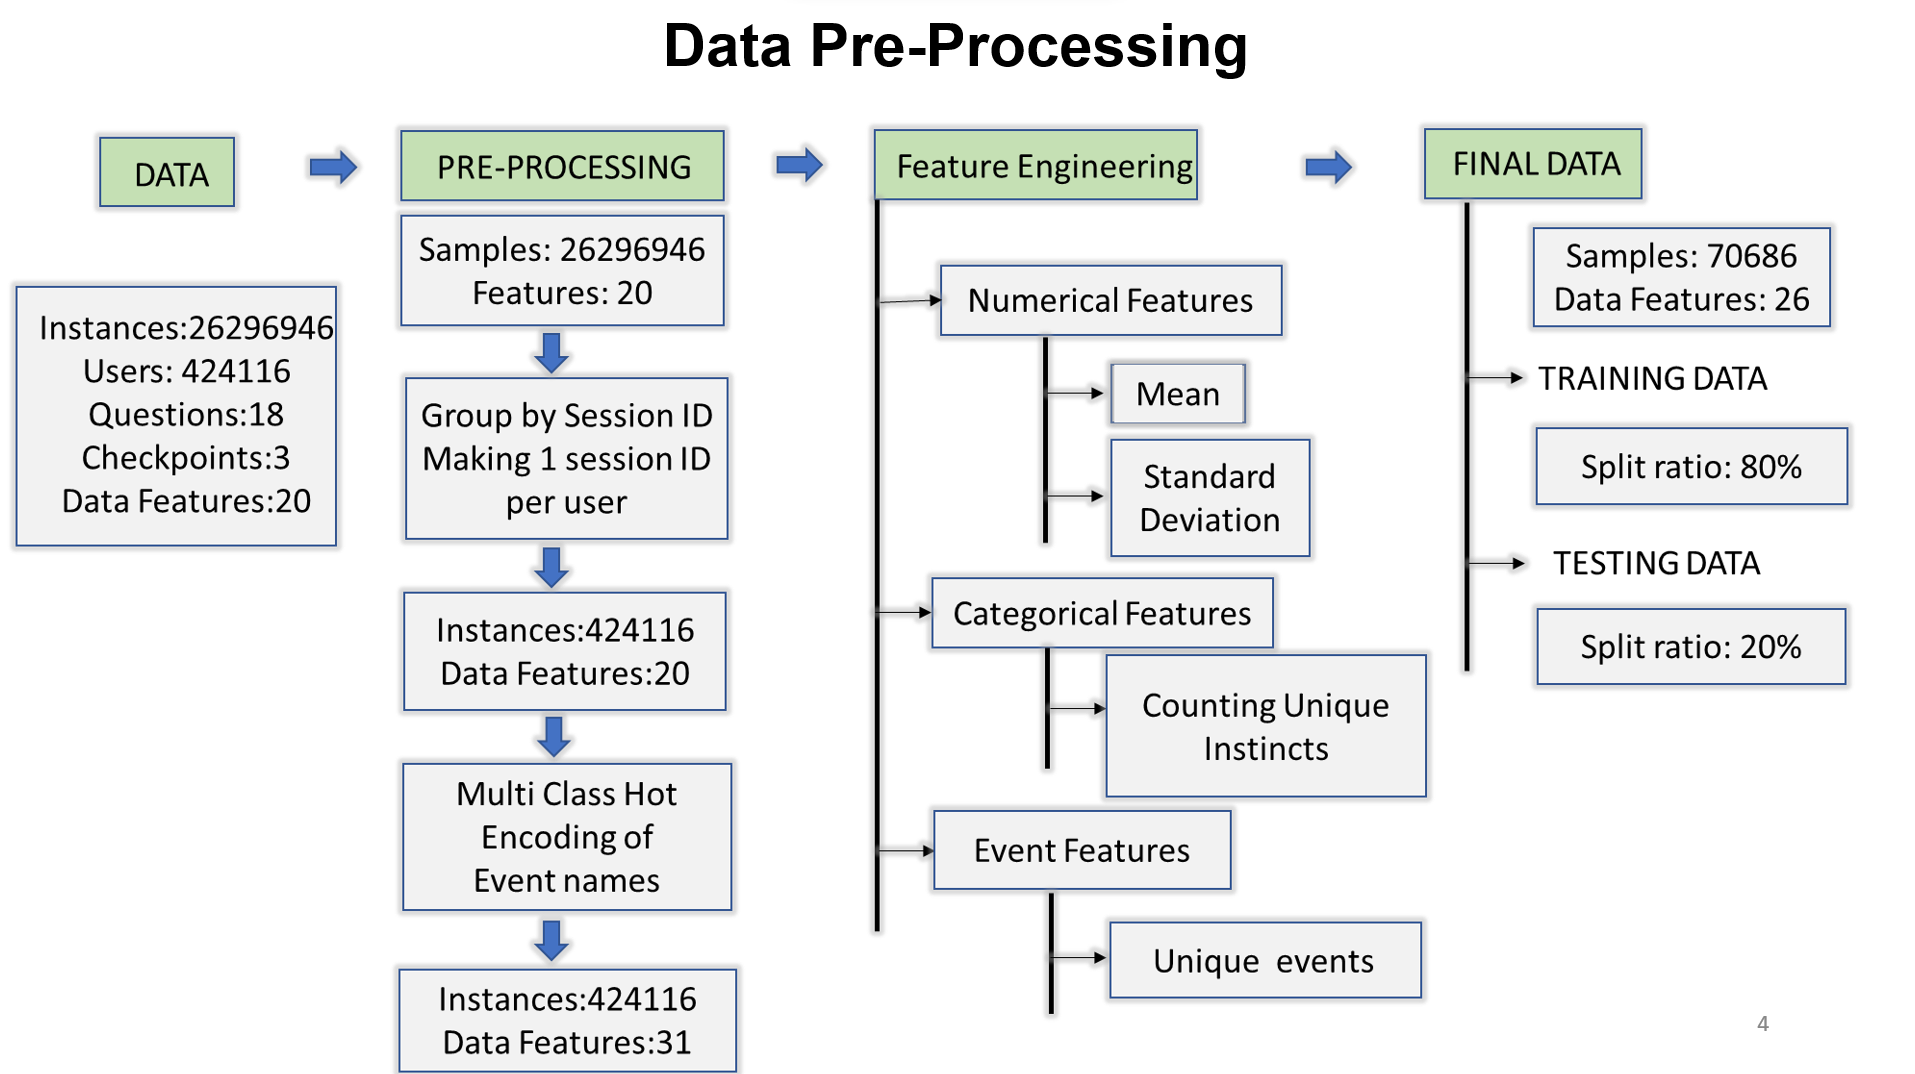 Data Pre-Processing
DATA
Instances:26296946
Users: 424116
Questions:18
Checkpoints:3
Data Features:20
PRE-PROCESSING
Samples: 26296946
Features: 20
Group by Session ID
Making 1 session ID
per user
Instances:424116
Data Features:20
Multi Class Hot
Encoding of
Event names
Instances:424116
Data Features:31
Feature Engineering
Numerical Features
Mean
Standard
Deviation
Categorical Features
Counting Unique
Instincts
Event Features
Unique events
FINAL DATA
Samples: 70686
Data Features: 26
TRAINING DATA
Split ratio: 80%
TESTING DATA
Split ratio: 20%
4